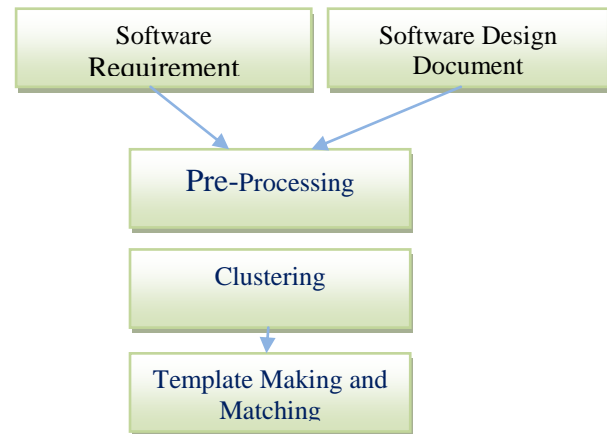 Software
Requirement
Software Design
Document
Pre-Processing
Clustering
Template Making and
Matching